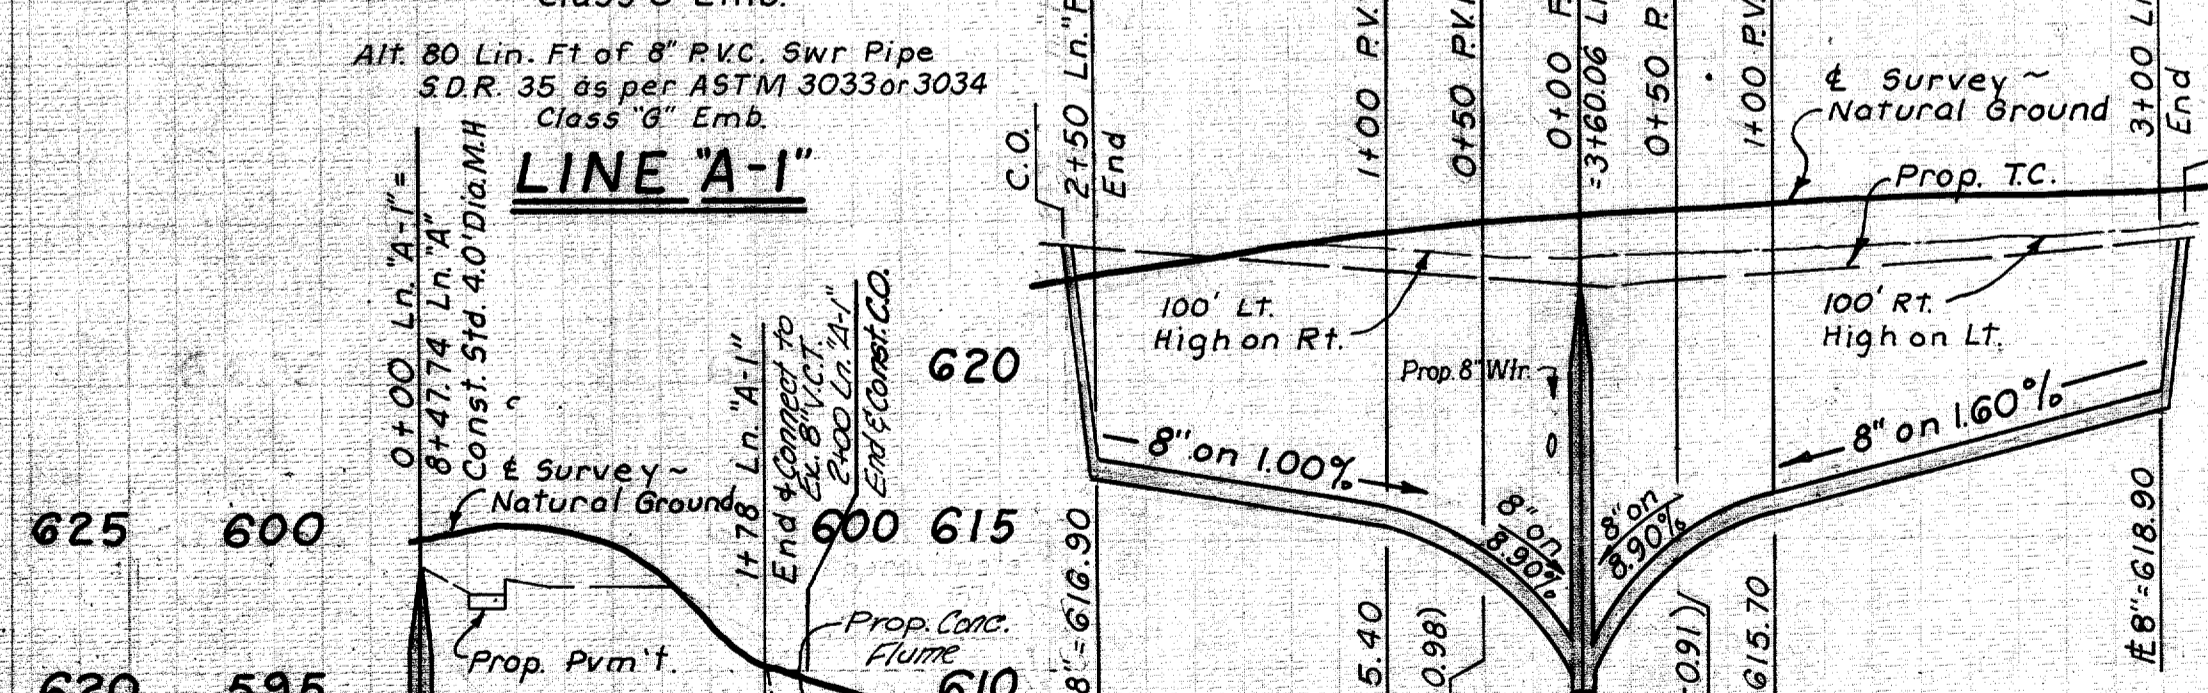 Class "G" Emb.
Alt. 80 Lin. Ft of 8" P.V.C. Swr Pipe
S.D.R. 35 as per ASTM 3033 or 3034
Class "G" Emb.
LINE "A-1"
0+00 Ln. "A-1" =
8+47.74 Ln. "A"
Const. Std. 4.0' Dia. M.H
℄ Survey ~
Natural Ground
1+78 Ln. "A-1"
End & Connect to
Ex. 8" V.C.T.
2+00 Ln. "A-1"
End & Const. C.O.
625 600
600 615
620
Prop. Pvm't.
Prop. Conc.
Flume
620 595
610
C.O.
2+50 Ln.
End
1+00 P.V.
0+50 P.V.
0+00
=3+60.06
0+50 P.
1+00 P.V.
℄ Survey ~
Natural Ground
3+00
End
Prop. T.C.
100' Lt.
High on Rt.
100' Rt.
High on Lt.
Prop. 8" Wtr.
8" on 1.00%
8" on 1.60%
8" on
8.90%
8" on
8.90%
8"=616.90
5.40
0.98)
0.91)
615.70
℄ 8"=618.90